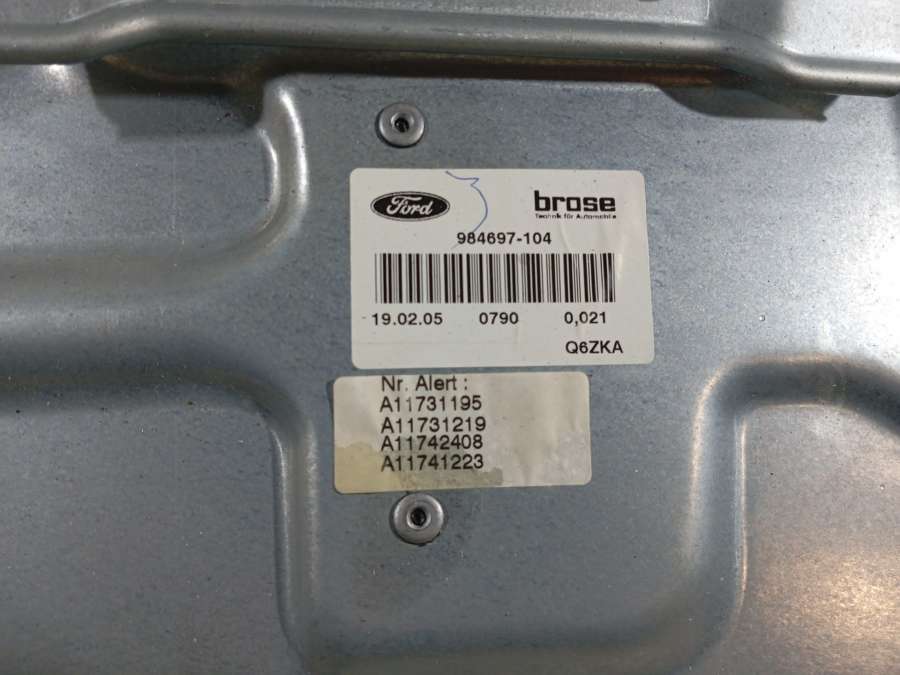 Ford
brose
Technik für Automobile
984697-104
19.02.05 0790 0,021
Q6ZKA
Nr. Alert :
A11731195
A11731219
A11742408
A11741223